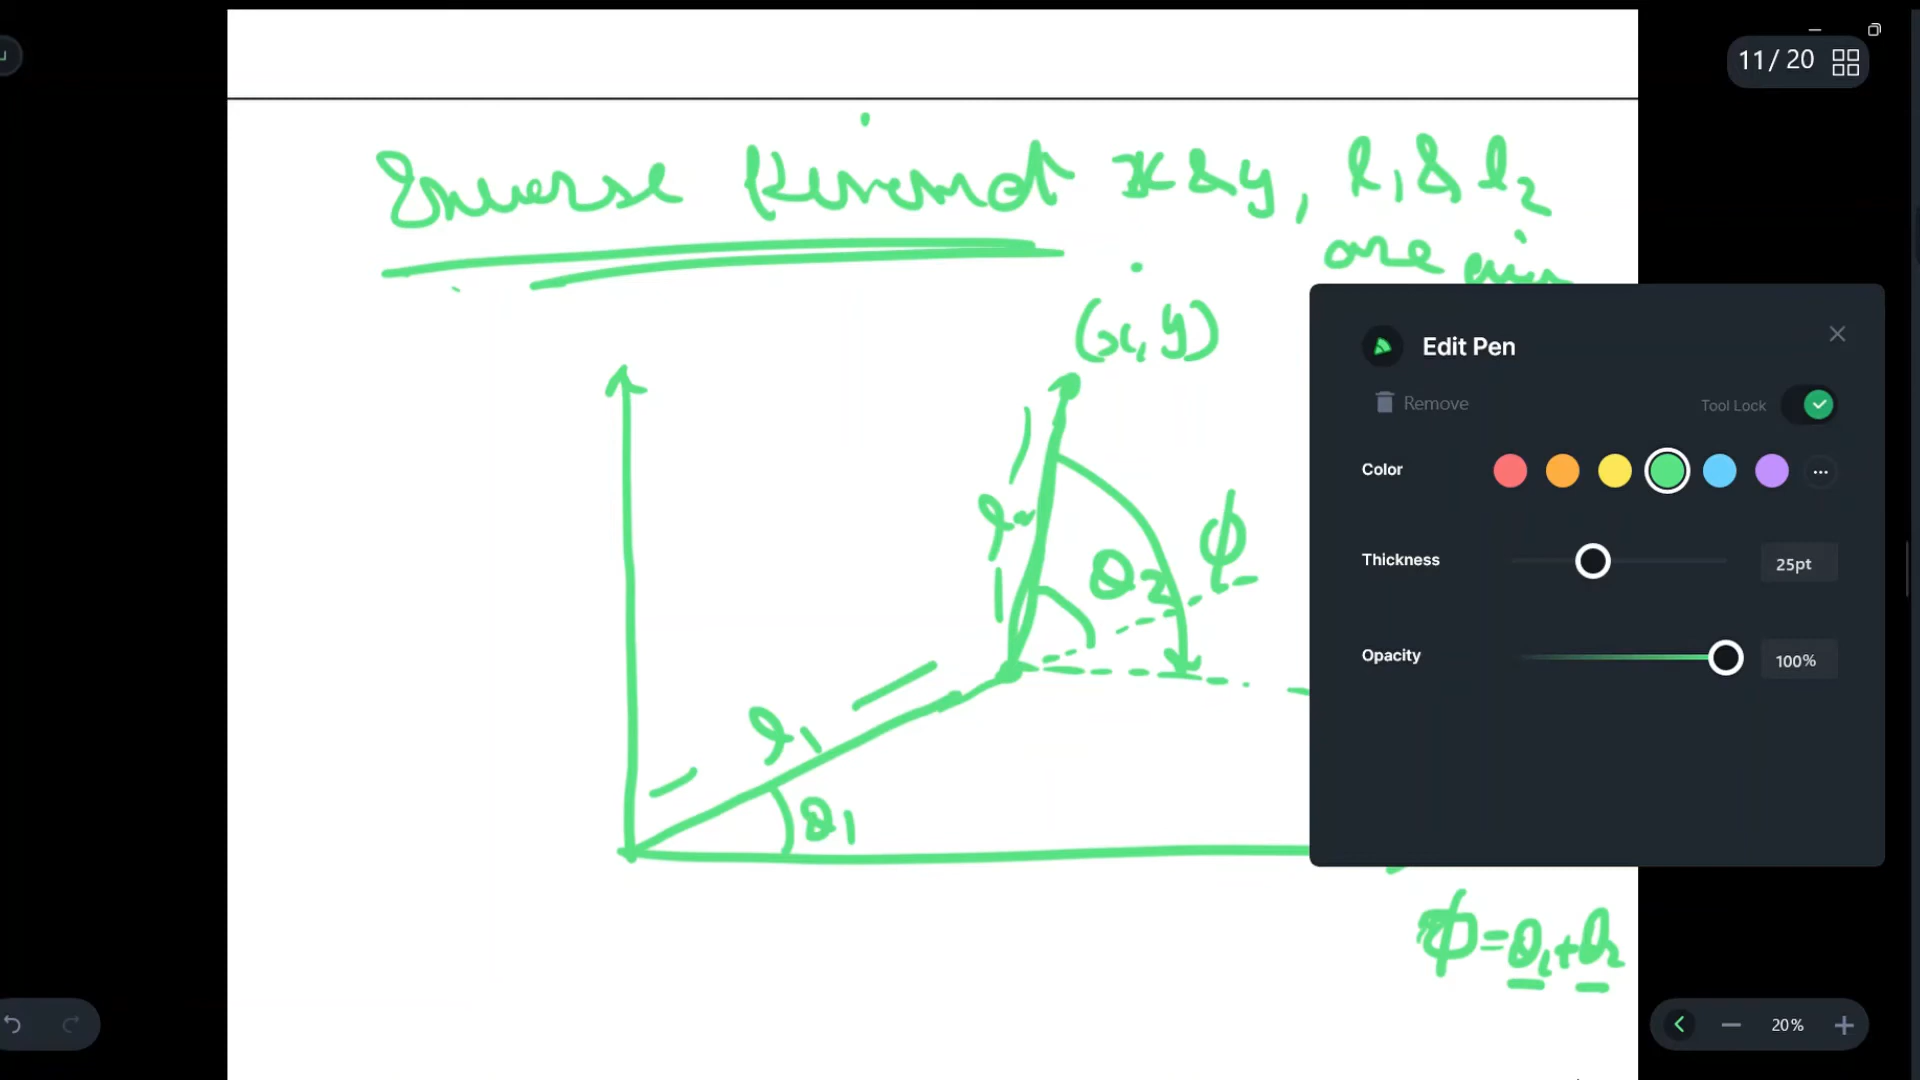 11/ 20
Inverse Kinemat x & y, l1 & l2
are given
(x, y)
Edit Pen
Remove
Tool Lock
Color
l2
ϕ
θ2
Thickness
25pt
Opacity
100%
l1
θ1
ϕ=θ1+θ2
20%